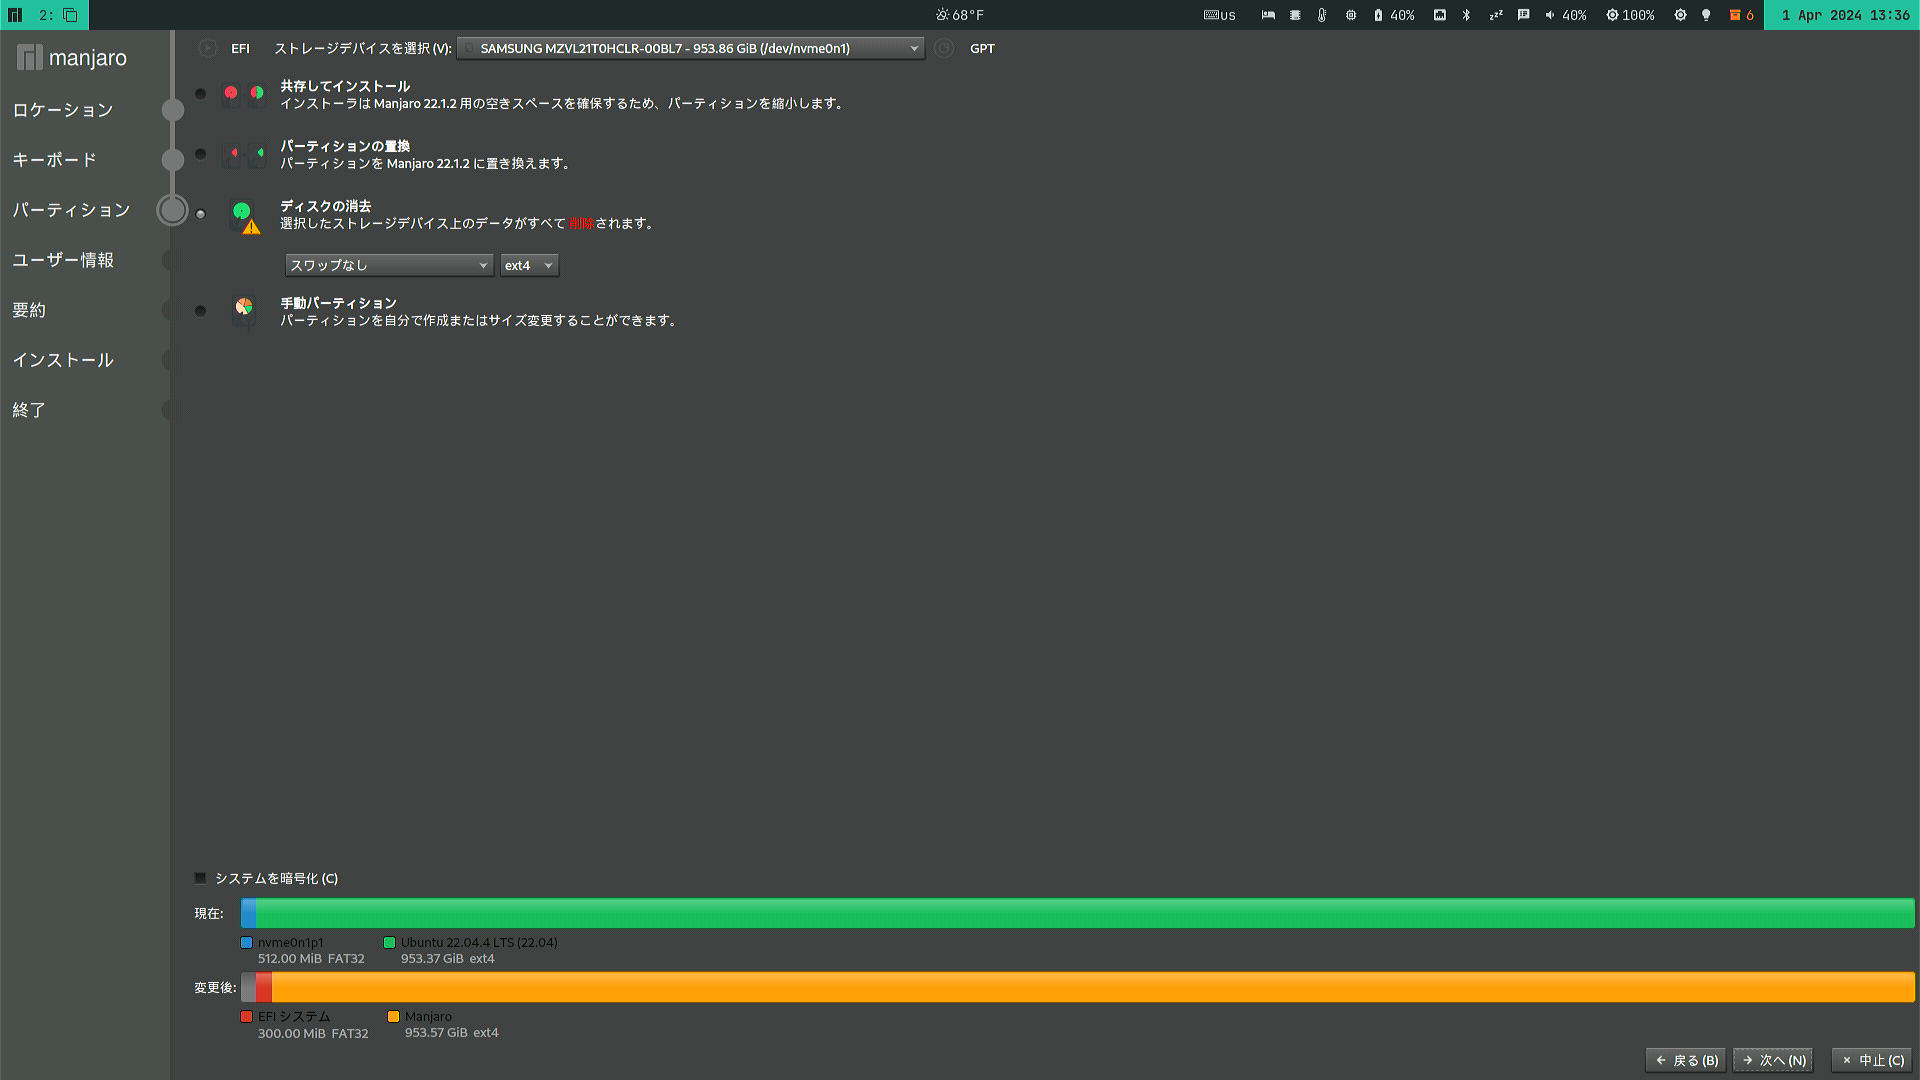 2:
68°F
us
40%
40%
100%
6
1 Apr 2024 13:36
manjaro
ロケーション
キーボード
パーティション
ユーザー情報
要約
インストール
終了
EFI ストレージデバイスを選択 (V): SAMSUNG MZVL21T0HCLR-00BL7 - 953.86 GiB (/dev/nvme0n1) GPT
共存してインストール
インストーラは Manjaro 22.1.2 用の空きスペースを確保するため、パーティションを縮小します。
パーティションの置換
パーティションを Manjaro 22.1.2 に置き換えます。
ディスクの消去
選択したストレージデバイス上のデータがすべて 削除されます。
スワップなし ext4
手動パーティション
パーティションを自分で作成またはサイズ変更することができます。
システムを暗号化 (C)
現在:
nvme0n1p1 Ubuntu 22.04.4 LTS (22.04)
512.00 MiB FAT32 953.37 GiB ext4
変更後:
EFI システム Manjaro
300.00 MiB FAT32 953.57 GiB ext4
戻る (B) 次へ (N) 中止 (C)